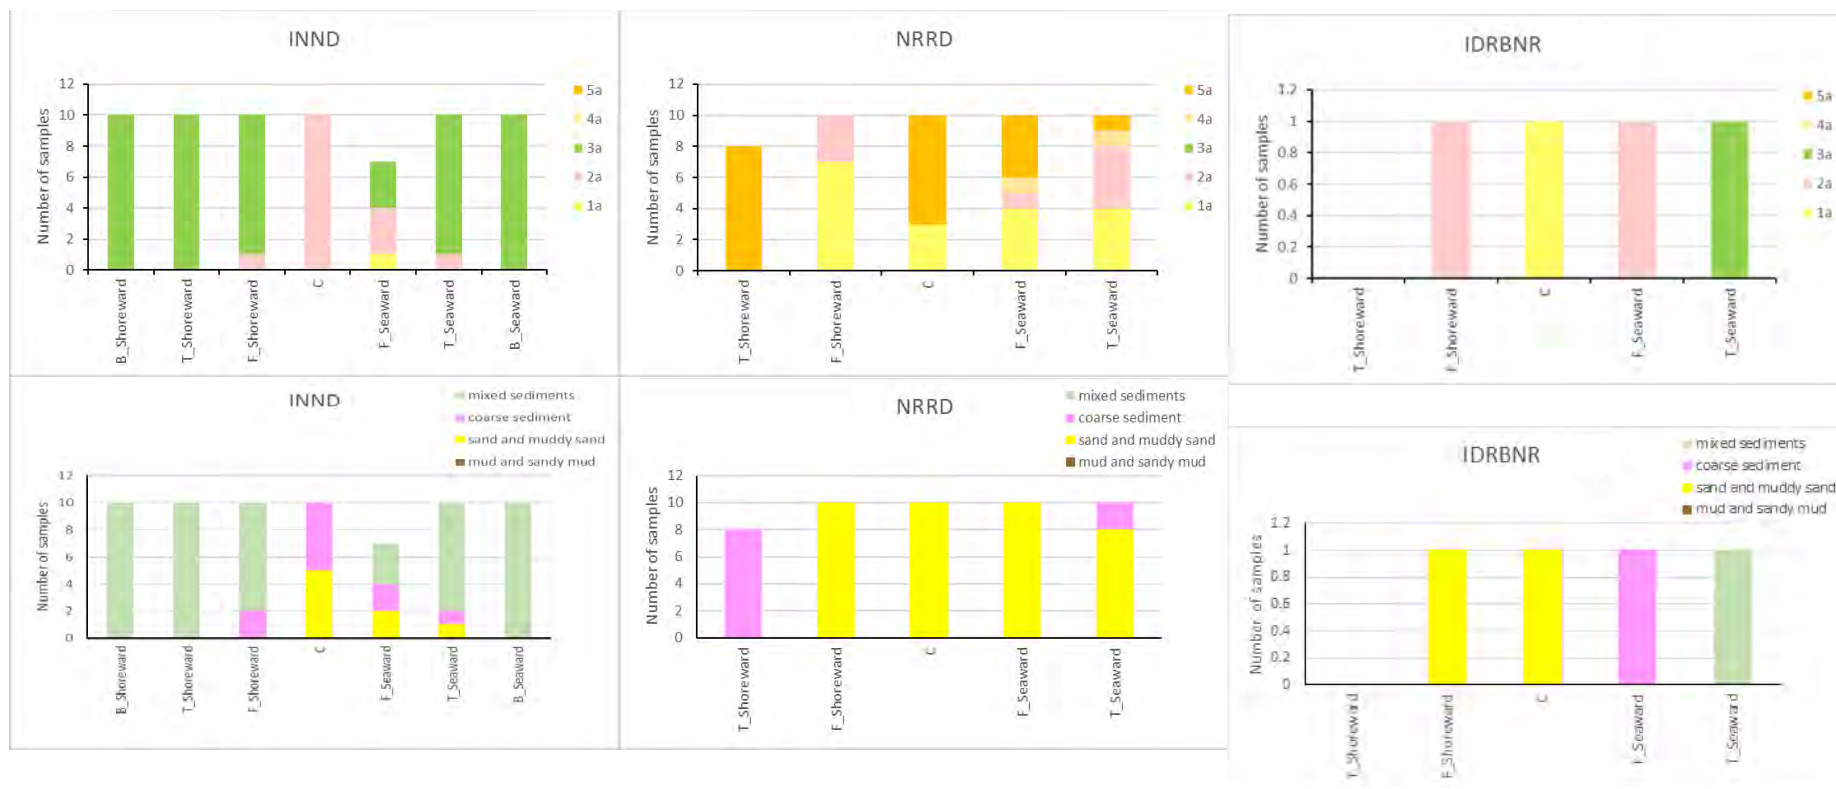 INND
Number of samples
12
10
8
6
4
2
0
B_Shoreward
T_Shoreward
F_Shoreward
C
F_Seaward
T_Seaward
B_Seaward
5a
4a
3a
2a
1a
NRRD
Number of samples
12
10
8
6
4
2
0
T_Shoreward
F_Shoreward
C
F_Seaward
T_Seaward
5a
4a
3a
2a
1a
IDRBNR
Number of samples
1.2
1
0.8
0.6
0.4
0.2
0
T_Shoreward
F_Shoreward
C
F_Seaward
T_Seaward
5a
4a
3a
2a
1a
INND
mixed sediments
coarse sediment
sand and muddy sand
mud and sandy mud
Number of samples
12
10
8
6
4
2
0
B_Shoreward
T_Shoreward
F_Shoreward
C
F_Seaward
T_Seaward
B_Seaward
NRRD
mixed sediments
coarse sediment
sand and muddy sand
mud and sandy mud
Number of samples
12
10
8
6
4
2
0
T_Shoreward
F_Shoreward
C
F_Seaward
T_Seaward
IDRBNR
mixed sediments
coarse sediment
sand and muddy sand
mud and sandy mud
Number of samples
1.2
1
0.8
0.6
0.4
0.2
0
T_Shoreward
F_Shoreward
C
F_Seaward
T_Seaward